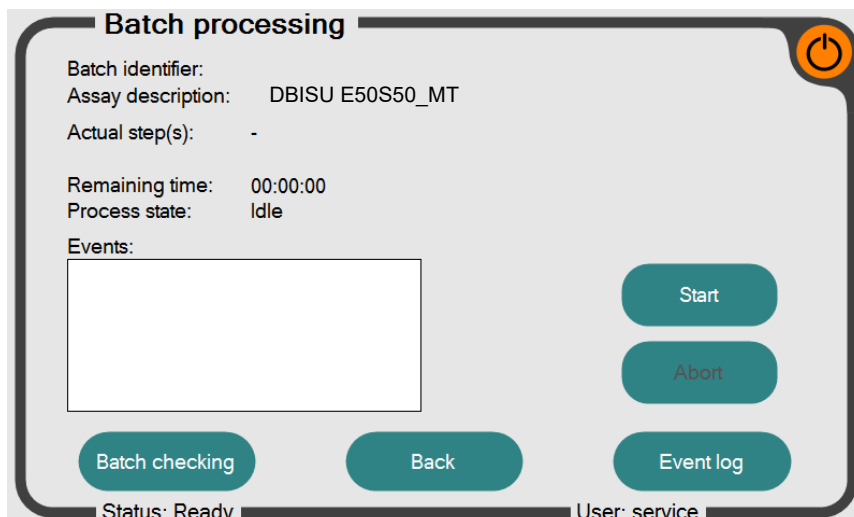 Batch processing
Batch identifier:
Assay description: DBISU E50S50_MT
Actual step(s): -
Remaining time: 00:00:00
Process state: Idle
Events:
Start
Abort
Batch checking Back Event log
Status: Ready User: service